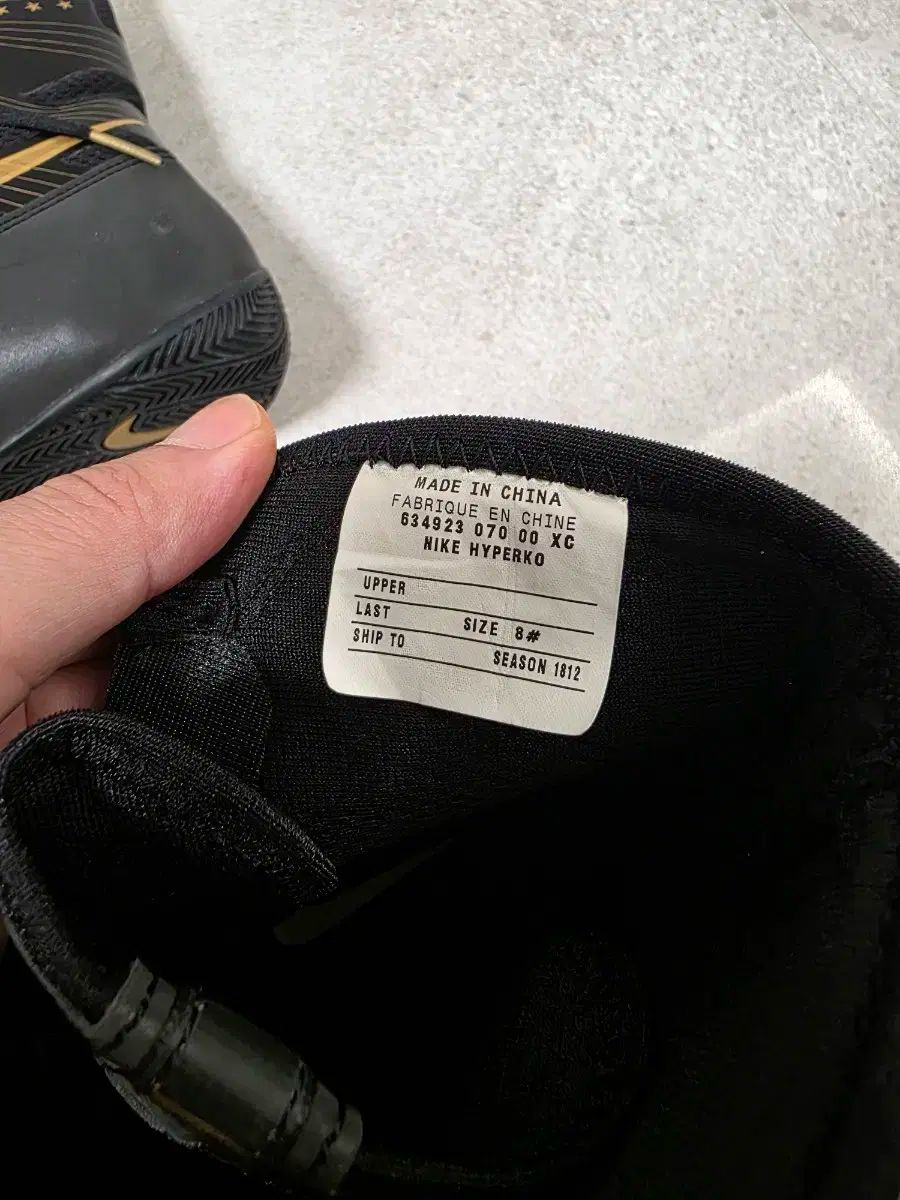 MADE IN CHINA
FABRIQUE EN CHINE
634923 070 00 XC
NIKE HYPERKO
UPPER
LAST SIZE 8#
SHIP TO SEASON 1812